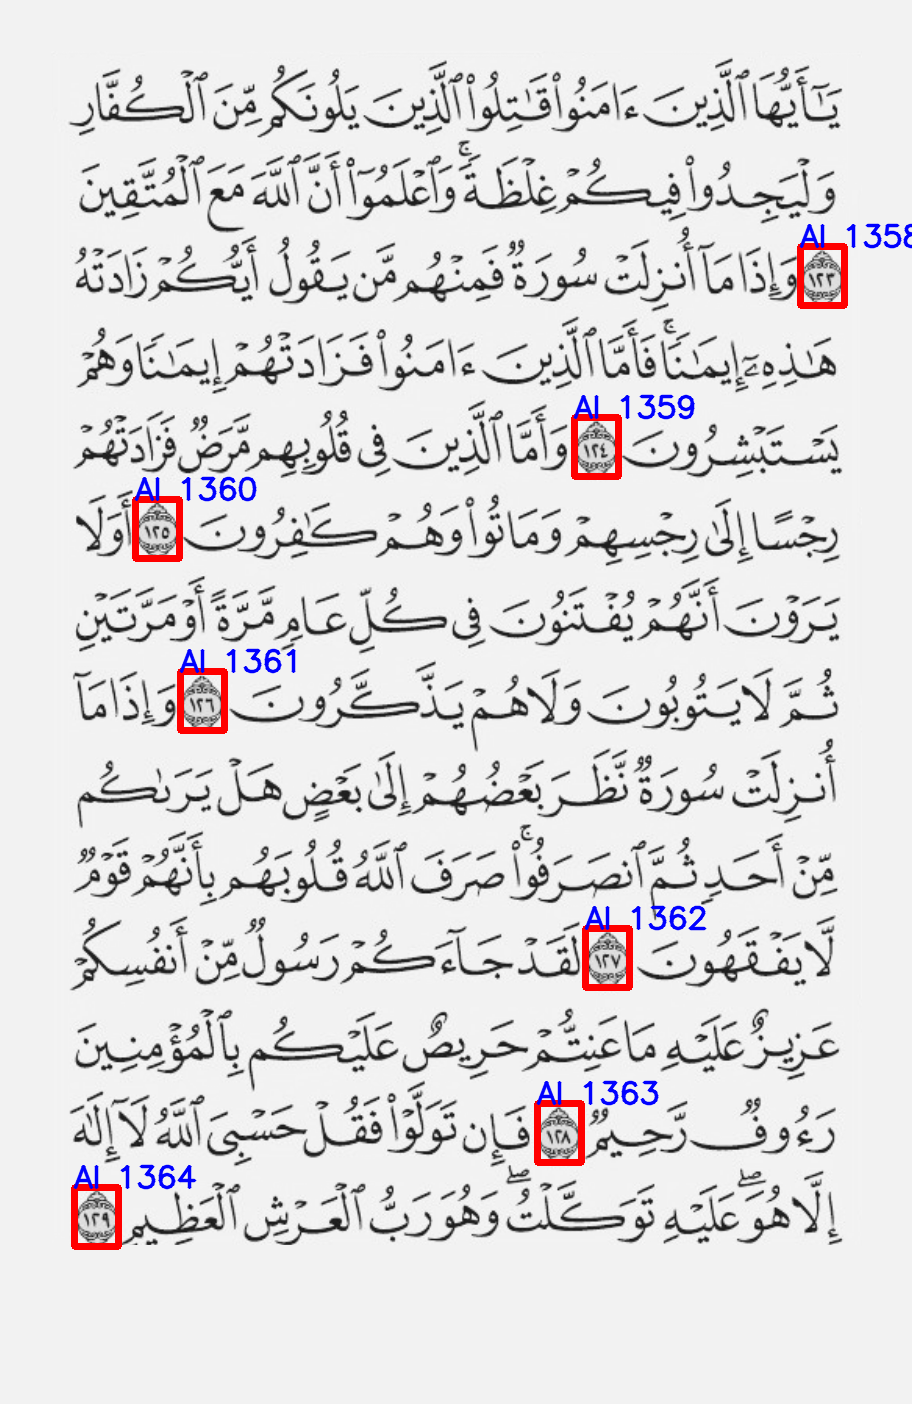 يَٰٓأَيُّهَا ٱلَّذِينَ ءَامَنُوا۟ قَٰتِلُوا۟ ٱلَّذِينَ يَلُونَكُم مِّنَ ٱلْكُفَّارِ
وَلْيَجِدُوا۟ فِيكُمْ غِلْظَةً ۚ وَٱعْلَمُوٓا۟ أَنَّ ٱللَّهَ مَعَ ٱلْمُتَّقِينَ
AI 1358
١٢٣ وَإِذَا مَآ أُنزِلَتْ سُورَةٌ فَمِنْهُم مَّن يَقُولُ أَيُّكُمْ زَادَتْهُ
هَٰذِهِۦٓ إِيمَٰنًا ۚ فَأَمَّا ٱلَّذِينَ ءَامَنُوا۟ فَزَادَتْهُمْ إِيمَٰنًا وَهُمْ
AI 1359
يَسْتَبْشِرُونَ ١٢٤ وَأَمَّا ٱلَّذِينَ فِى قُلُوبِهِم مَّرَضٌ فَزَادَتْهُمْ
AI 1360
رِجْسًا إِلَىٰ رِجْسِهِمْ وَمَاتُوا۟ وَهُمْ كَٰفِرُونَ ١٢٥ أَوَلَا
يَرَوْنَ أَنَّهُمْ يُفْتَنُونَ فِى كُلِّ عَامٍ مَّرَّةً أَوْ مَرَّتَيْنِ
AI 1361
ثُمَّ لَا يَتُوبُونَ وَلَا هُمْ يَذَّكَّرُونَ ١٢٦ وَإِذَا مَآ
أُنزِلَتْ سُورَةٌ نَّظَرَ بَعْضُهُمْ إِلَىٰ بَعْضٍ هَلْ يَرَىٰكُم
مِّنْ أَحَدٍ ثُمَّ ٱنصَرَفُوا۟ ۚ صَرَفَ ٱللَّهُ قُلُوبَهُم بِأَنَّهُمْ قَوْمٌ
AI 1362
لَّا يَفْقَهُونَ ١٢٧ لَقَدْ جَآءَكُمْ رَسُولٌ مِّنْ أَنفُسِكُمْ
عَزِيزٌ عَلَيْهِ مَا عَنِتُّمْ حَرِيصٌ عَلَيْكُم بِٱلْمُؤْمِنِينَ
AI 1363
رَءُوفٌ رَّحِيمٌ ١٢٨ فَإِن تَوَلَّوْا۟ فَقُلْ حَسْبِىَ ٱللَّهُ لَآ إِلَٰهَ
AI 1364
إِلَّا هُوَ ۖ عَلَيْهِ تَوَكَّلْتُ ۖ وَهُوَ رَبُّ ٱلْعَرْشِ ٱلْعَظِيمِ ١٢٩